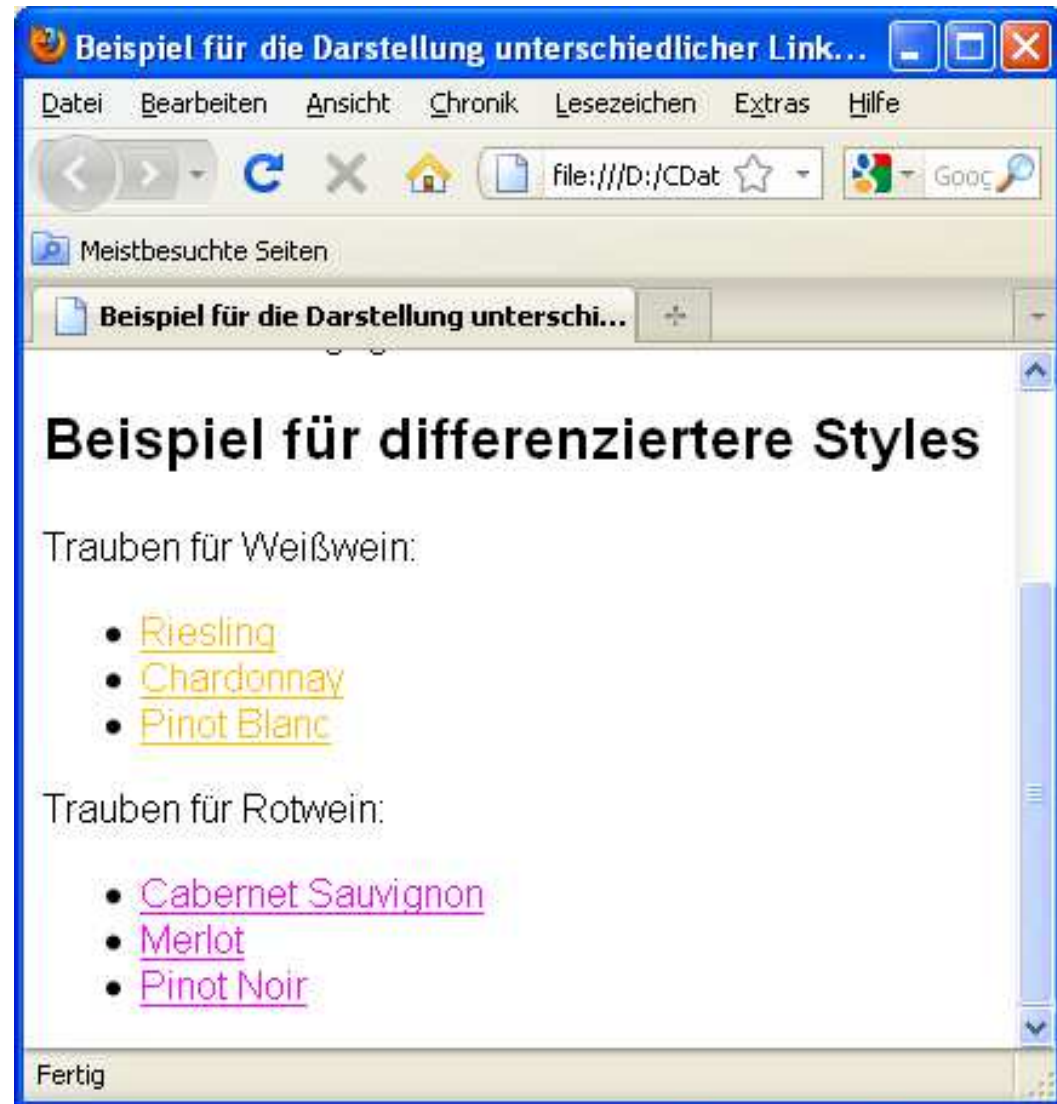 Beispiel für die Darstellung unterschiedlicher Link...
Datei Bearbeiten Ansicht Chronik Lesezeichen Extras Hilfe
file:///D:/CDat Goog
Meistbesuchte Seiten
Beispiel für die Darstellung unterschi...
Beispiel für differenziertere Styles
Trauben für Weißwein:
• Riesling
• Chardonnay
• Pinot Blanc
Trauben für Rotwein:
• Cabernet Sauvignon
• Merlot
• Pinot Noir
Fertig